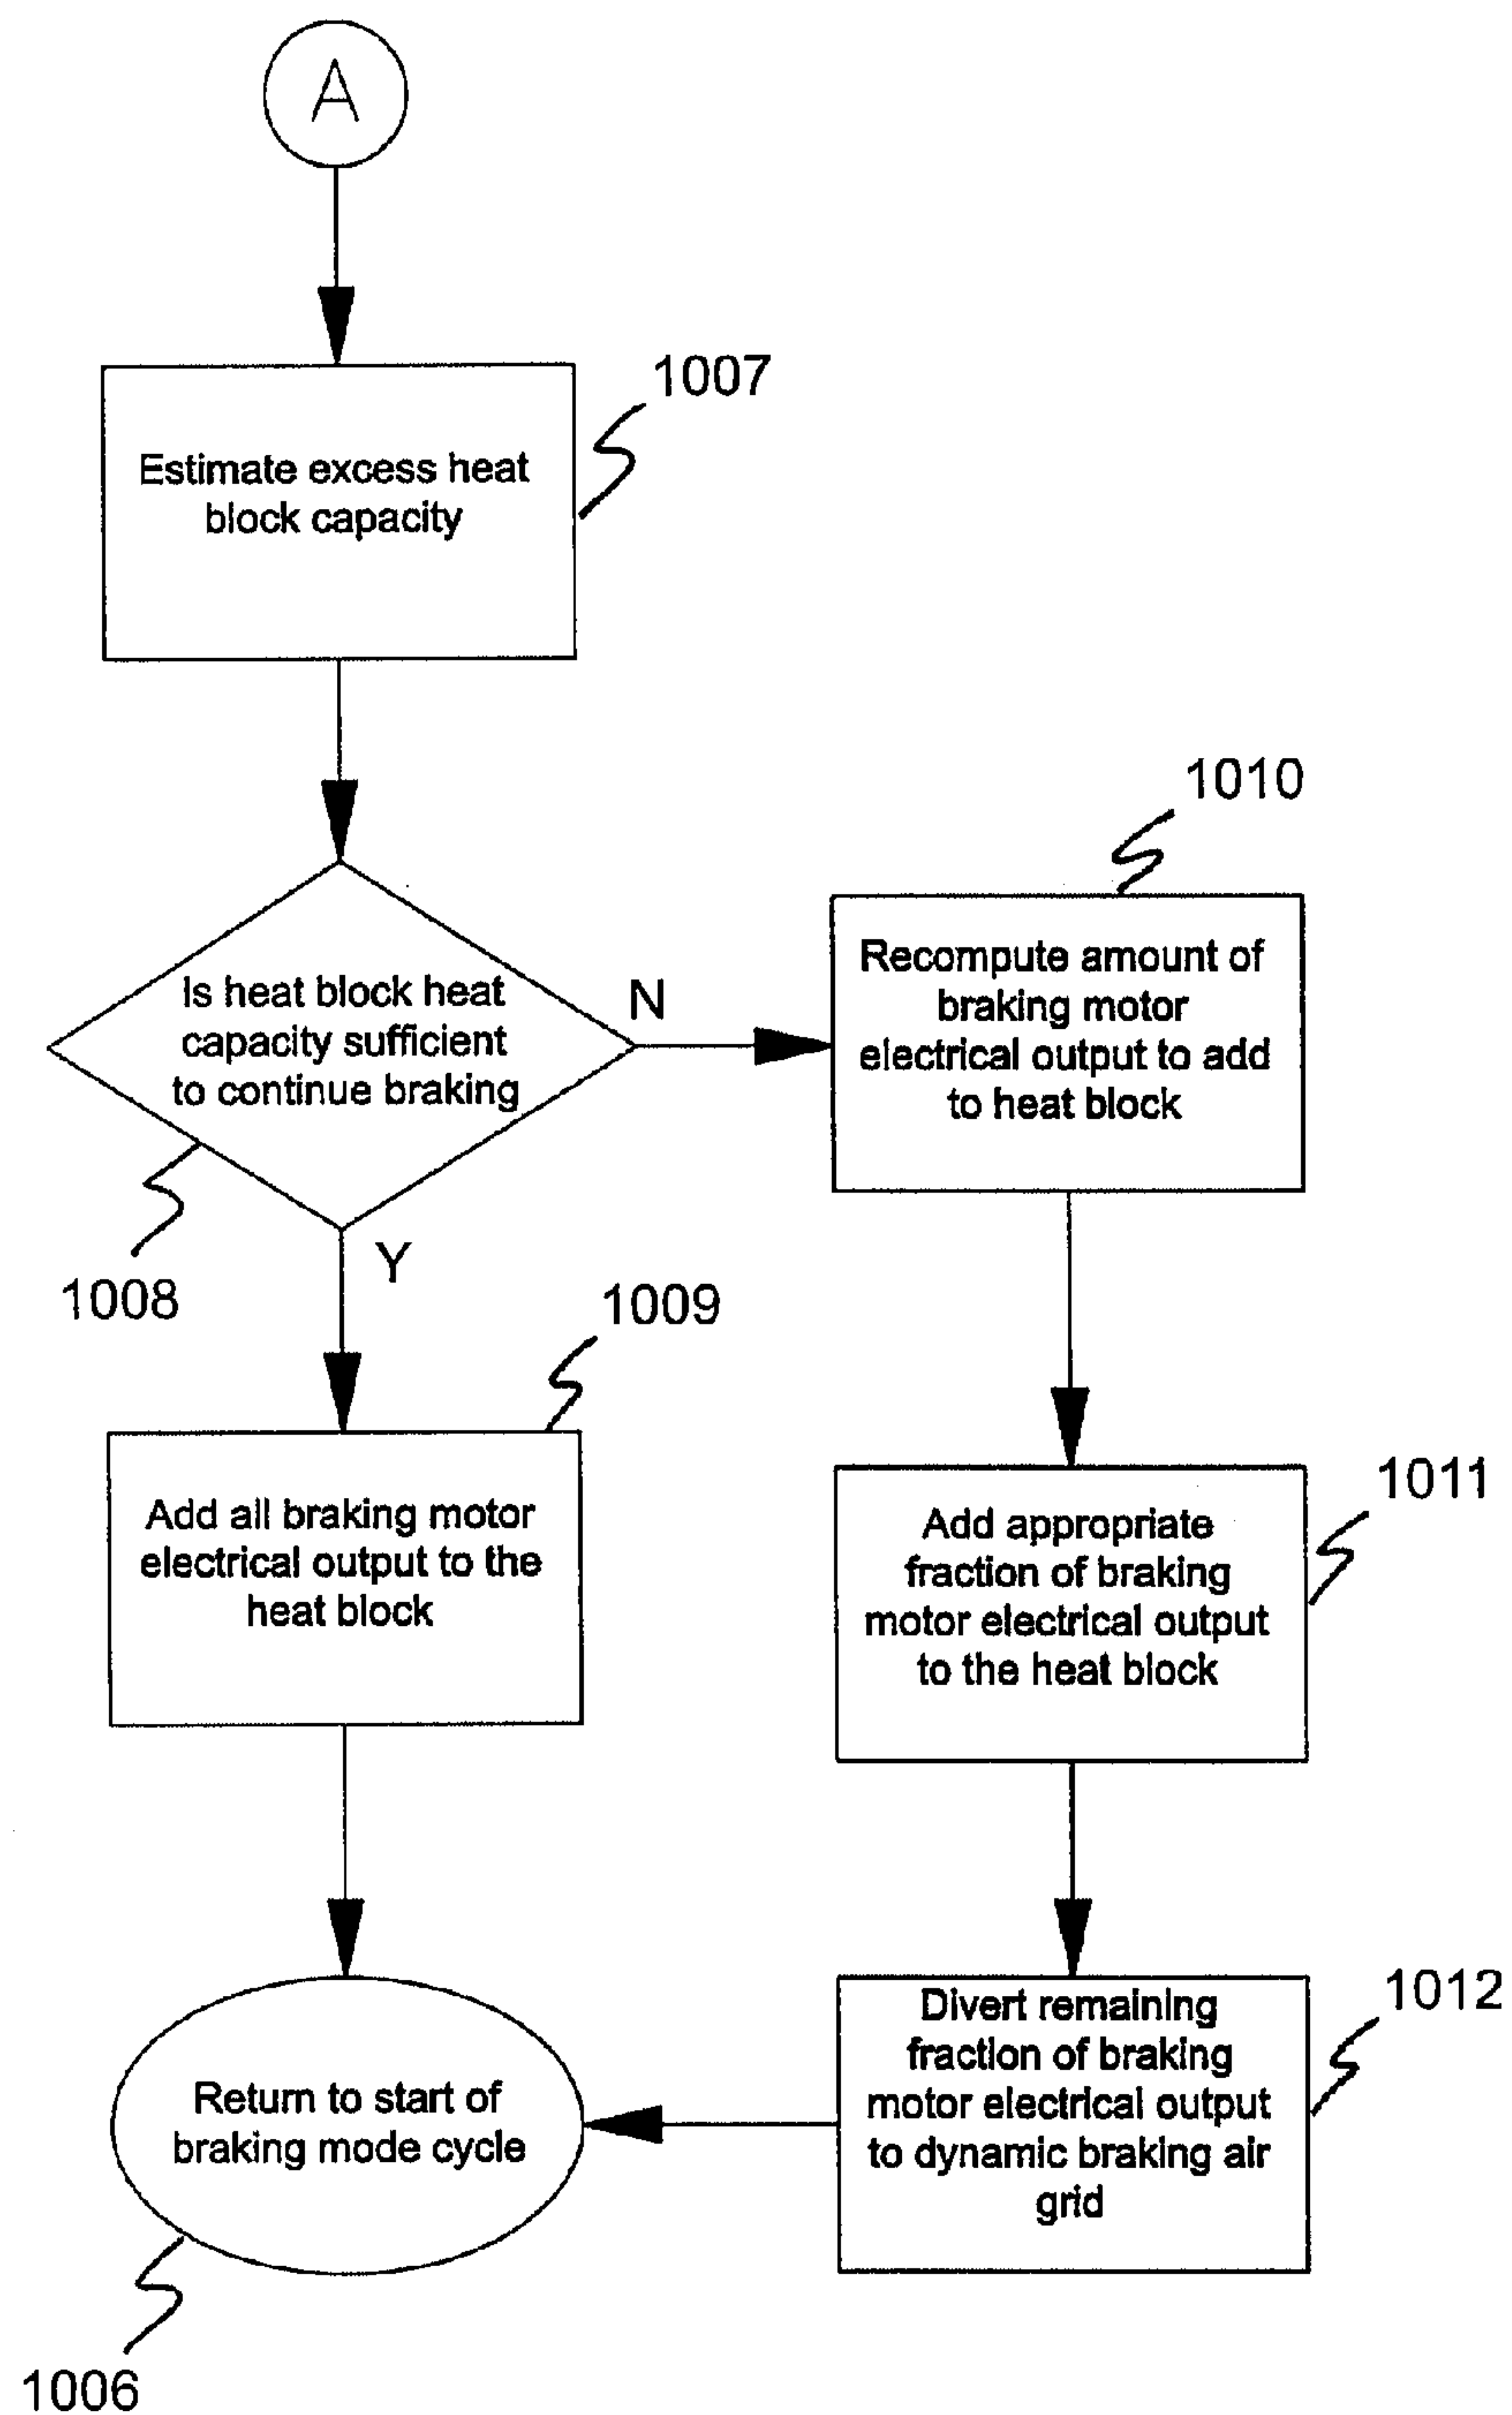 A
1007
Estimate excess heat
block capacity
1010
Is heat block heat
capacity sufficient
to continue braking
N
Recompute amount of
braking motor
electrical output to add
to heat block
Y
1008
1009
Add all braking motor
electrical output to the
heat block
1011
Add appropriate
fraction of braking
motor electrical output
to the heat block
1012
Divert remaining
fraction of braking
motor electrical output
to dynamic braking air
grid
Return to start of
braking mode cycle
1006